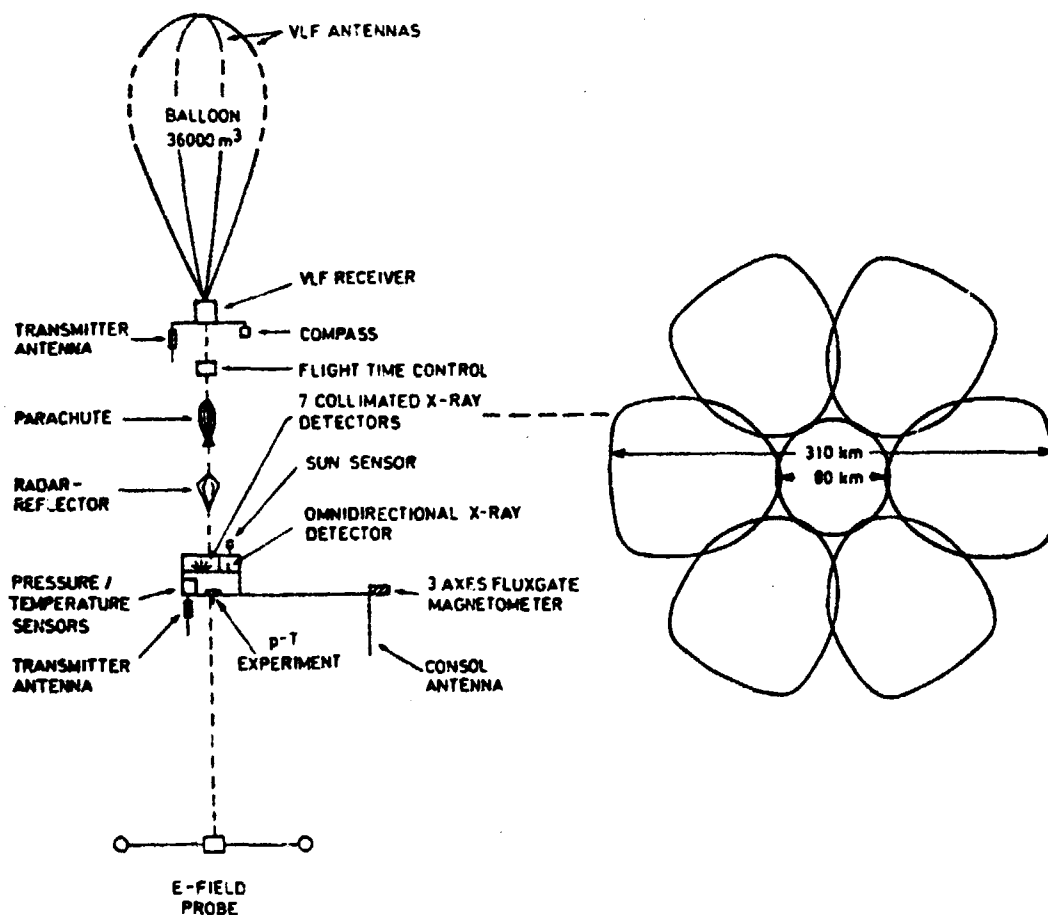 VLF ANTENNAS
BALLOON
36000 m³
VLF RECEIVER
TRANSMITTER
ANTENNA
COMPASS
FLIGHT TIME CONTROL
7 COLLIMATED X-RAY
DETECTORS
PARACHUTE
SUN SENSOR
RADAR-
REFLECTOR
OMNIDIRECTIONAL X-RAY
DETECTOR
310 km
80 km
PRESSURE /
TEMPERATURE
SENSORS
3 AXES FLUXGATE
MAGNETOMETER
p-T
EXPERIMENT
TRANSMITTER
ANTENNA
CONSOL
ANTENNA
E-FIELD
PROBE